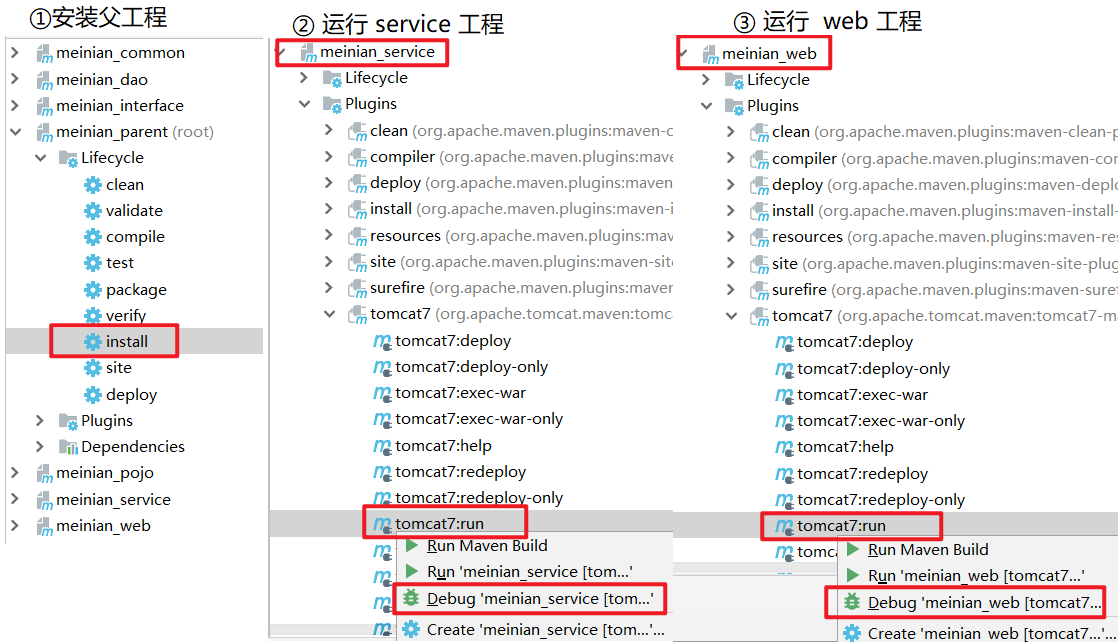 ①安装父工程
meinian_common
meinian_dao
meinian_interface
meinian_parent (root)
Lifecycle
clean
validate
compile
test
package
verify
install
site
deploy
Plugins
Dependencies
meinian_pojo
meinian_service
meinian_web
② 运行 service 工程
meinian_service
Lifecycle
Plugins
clean (org.apache.maven.plugins:maven-c
compiler (org.apache.maven.plugins:mav
deploy (org.apache.maven.plugins:maven
install (org.apache.maven.plugins:maven-i
resources (org.apache.maven.plugins:mav
site (org.apache.maven.plugins:maven-sit
surefire (org.apache.maven.plugins:maven
tomcat7 (org.apache.tomcat.maven:tomc
tomcat7:deploy
tomcat7:deploy-only
tomcat7:exec-war
tomcat7:exec-war-only
tomcat7:help
tomcat7:redeploy
tomcat7:redeploy-only
tomcat7:run
Run Maven Build
Run 'meinian_service [tom...'
Debug 'meinian_service [tom...'
Create 'meinian_service [tom...'...
③ 运行 web 工程
meinian_web
Lifecycle
Plugins
clean (org.apache.maven.plugins:maven-clean-p
compiler (org.apache.maven.plugins:maven-con
deploy (org.apache.maven.plugins:maven-deplo
install (org.apache.maven.plugins:maven-install-
resources (org.apache.maven.plugins:maven-res
site (org.apache.maven.plugins:maven-site-plug
surefire (org.apache.maven.plugins:maven-suref
tomcat7 (org.apache.tomcat.maven:tomcat7-m
tomcat7:deploy
tomcat7:deploy-only
tomcat7:exec-war
tomcat7:exec-war-only
tomcat7:help
tomcat7:redeploy
tomcat7:redeploy-only
tomcat7:run
tomca
Run Maven Build
Run 'meinian_web [tomcat7...'
Debug 'meinian_web [tomcat7...
Create 'meinian_web [tomcat7...'...